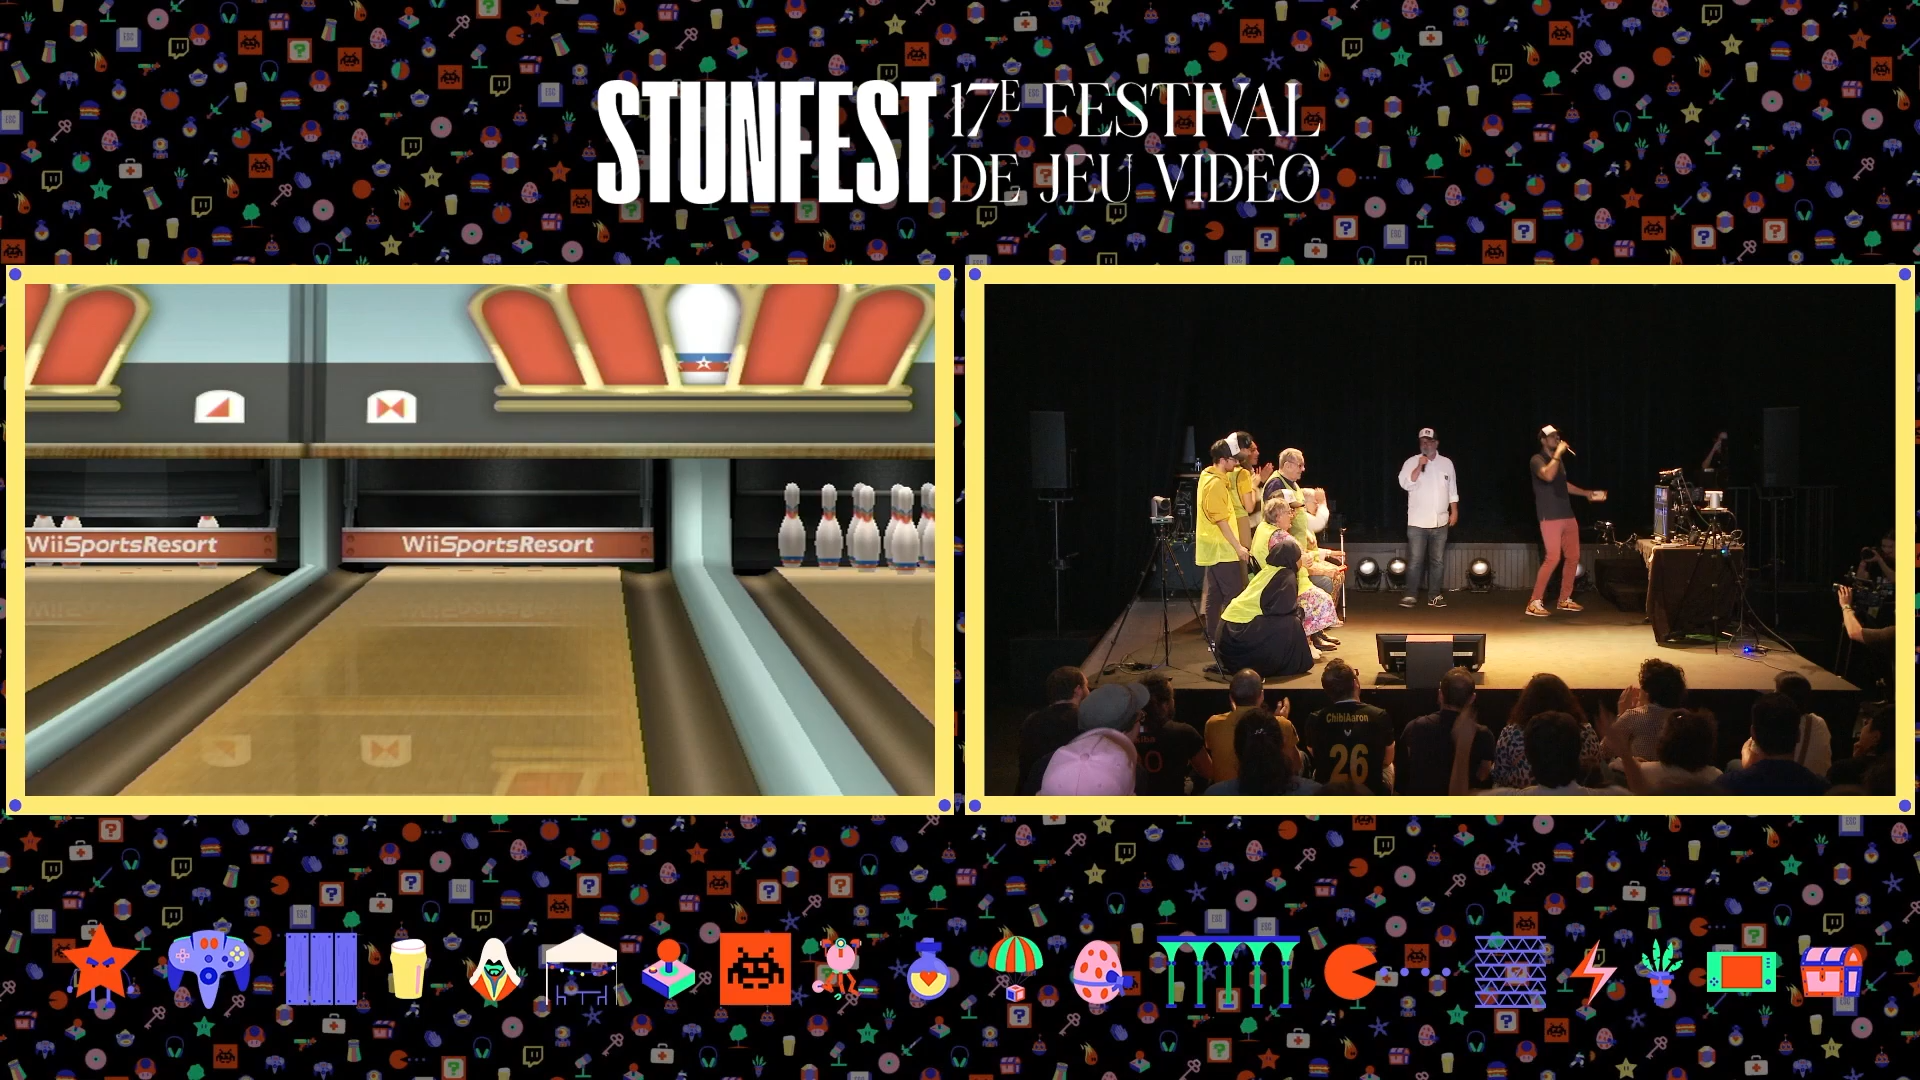 STUNFEST
17E FESTIVAL
DE JEU VIDEO
WiiSportsResort
WiiSportsResort
ChibiAaron
26